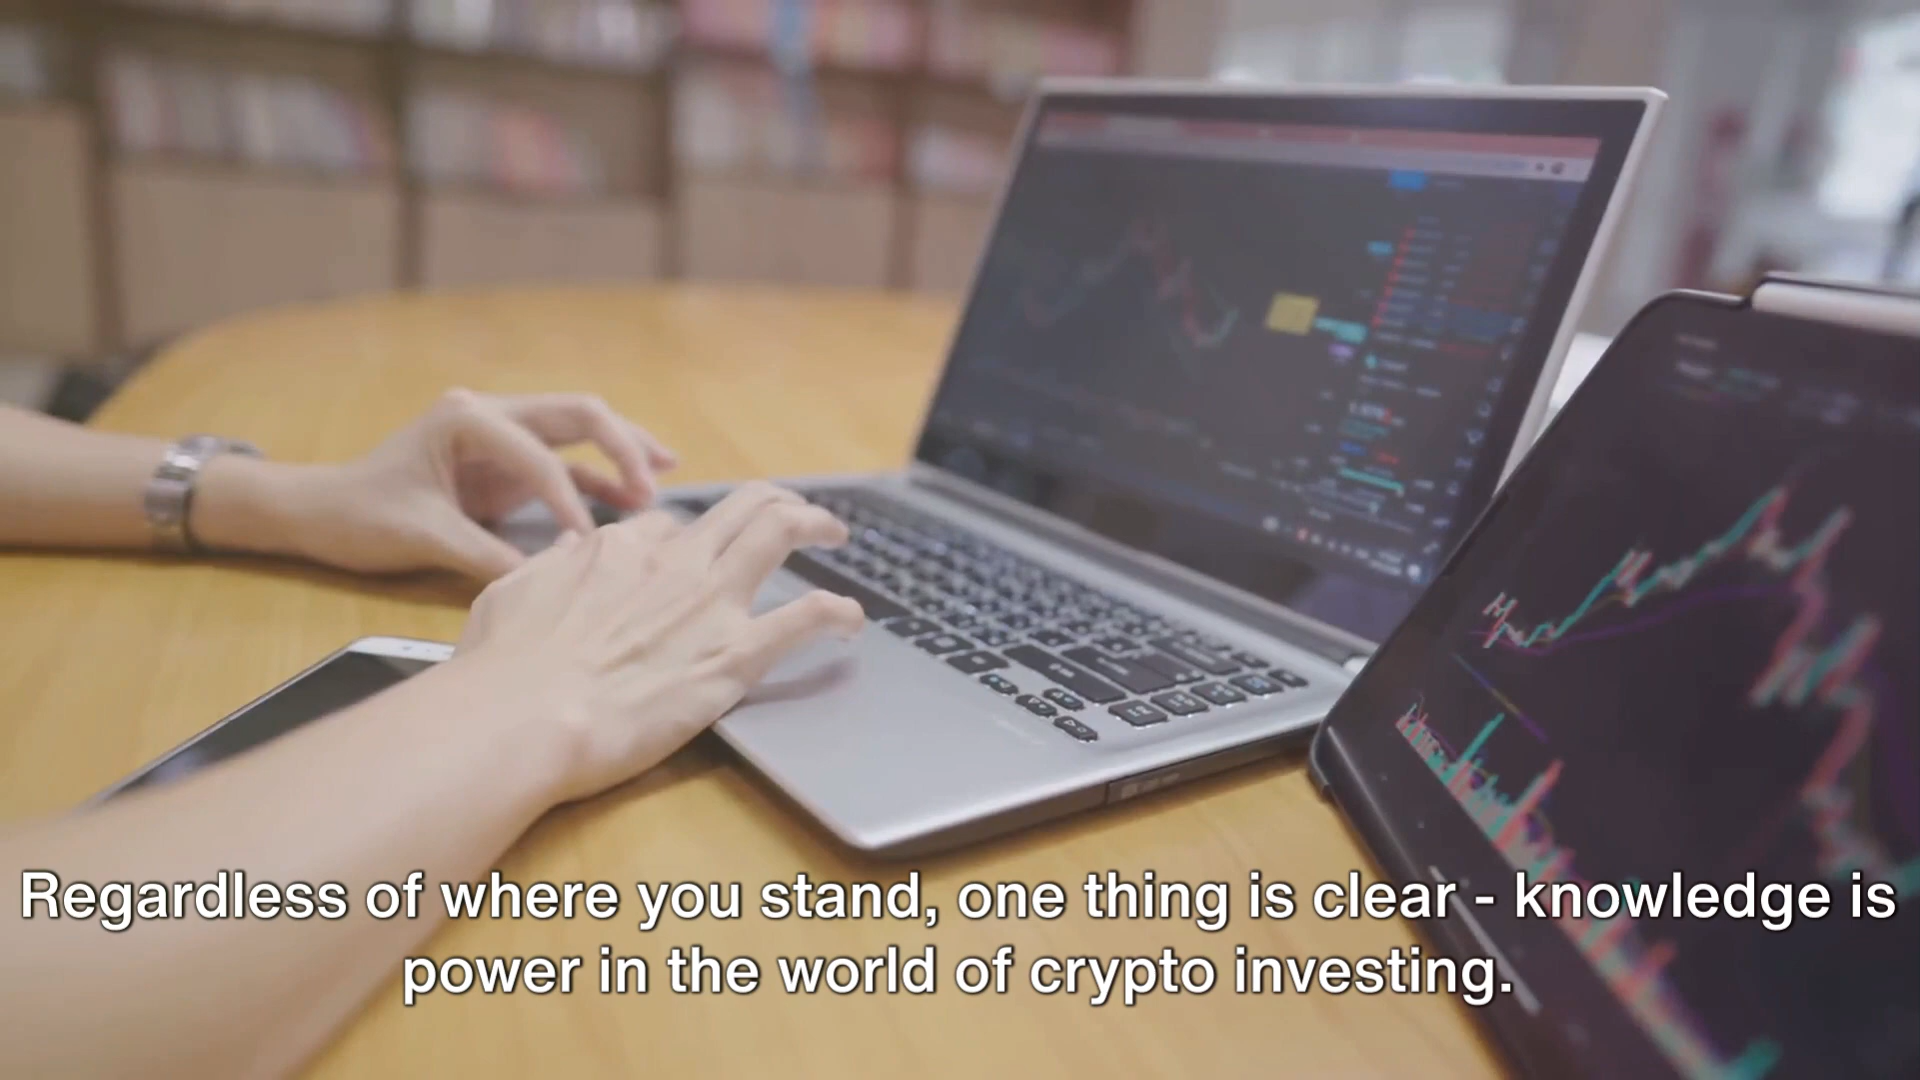 Regardless of where you stand, one thing is clear - knowledge is
power in the world of crypto investing.